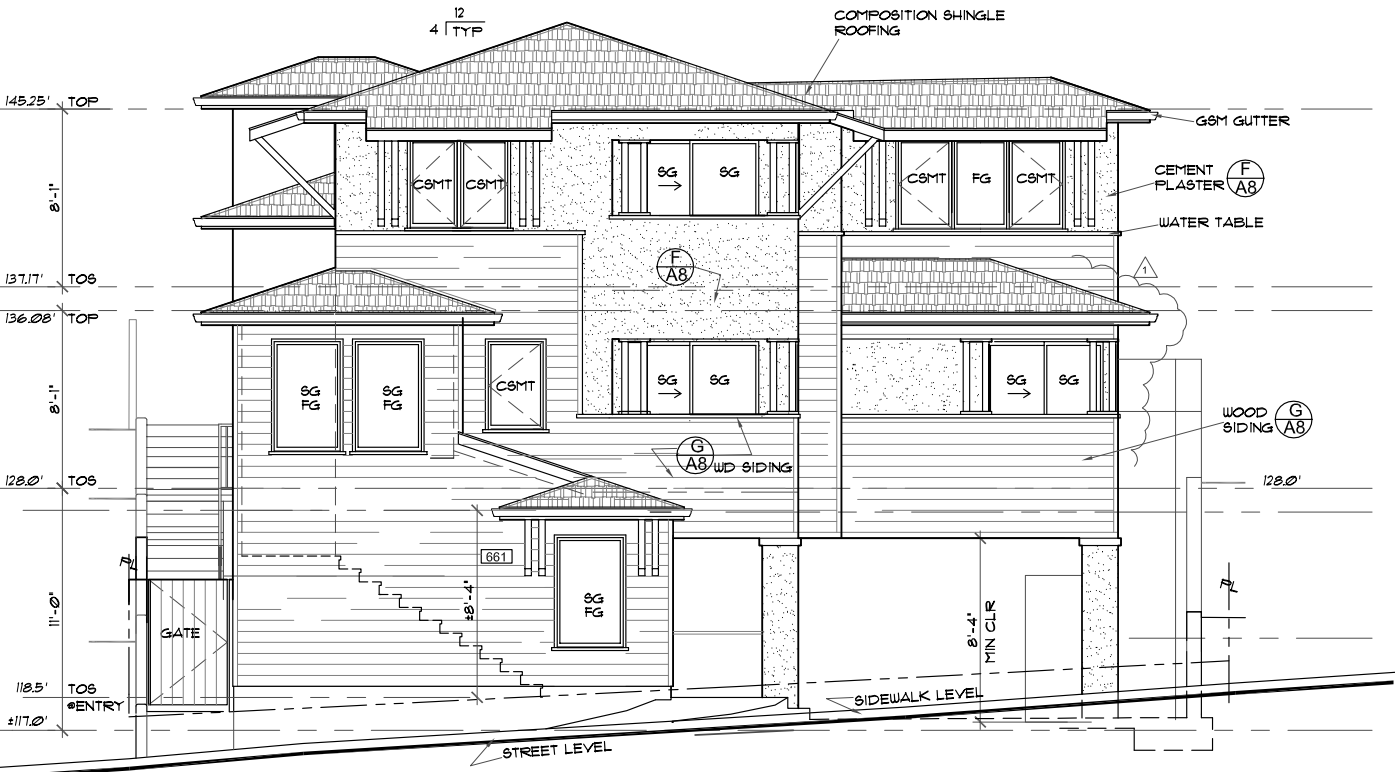 12
4 TYP
COMPOSITION SHINGLE
ROOFING
145.25' TOP
GSM GUTTER
8'-1"
CSMT CSMT
SG SG
CSMT FG CSMT
CEMENT
PLASTER
F
A8
WATER TABLE
F
A8
1
137.17' TOS
136.08' TOP
8'-1"
SG
FG
SG
FG
CSMT
SG SG
SG SG
WOOD
SIDING
G
A8
G
A8
WD SIDING
128.0' TOS
128.0'
661
±8'-4"
SG
FG
8'-4"
MIN CLR
11'-0"
PL
PL
GATE
118.5' TOS
@ENTRY
±117.0'
SIDEWALK LEVEL
STREET LEVEL